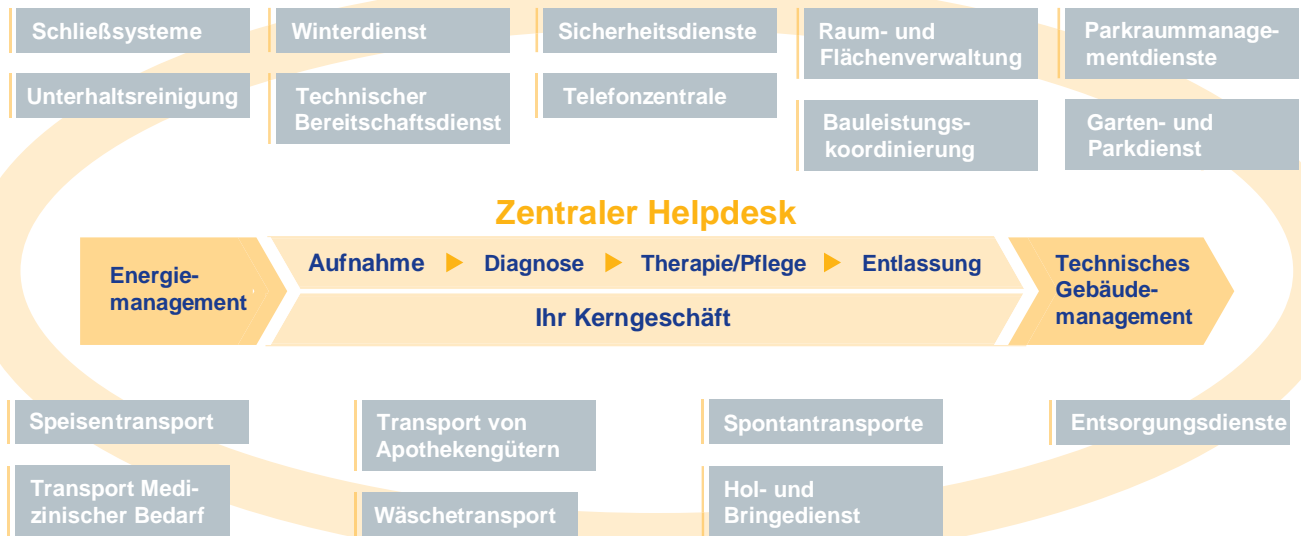 Schließsysteme
Winterdienst
Sicherheitsdienste
Raum- und
Flächenverwaltung
Parkraummanage-
mentdienste
Unterhaltsreinigung
Technischer
Bereitschaftsdienst
Telefonzentrale
Bauleistungs-
koordinierung
Garten- und
Parkdienst
Zentraler Helpdesk
Energie-
management
Aufnahme
Diagnose
Therapie/Pflege
Entlassung
Ihr Kerngeschäft
Technisches
Gebäude-
management
Speisentransport
Transport von
Apothekengütern
Spontantransporte
Entsorgungsdienste
Transport Medi-
zinischer Bedarf
Wäschetransport
Hol- und
Bringedienst